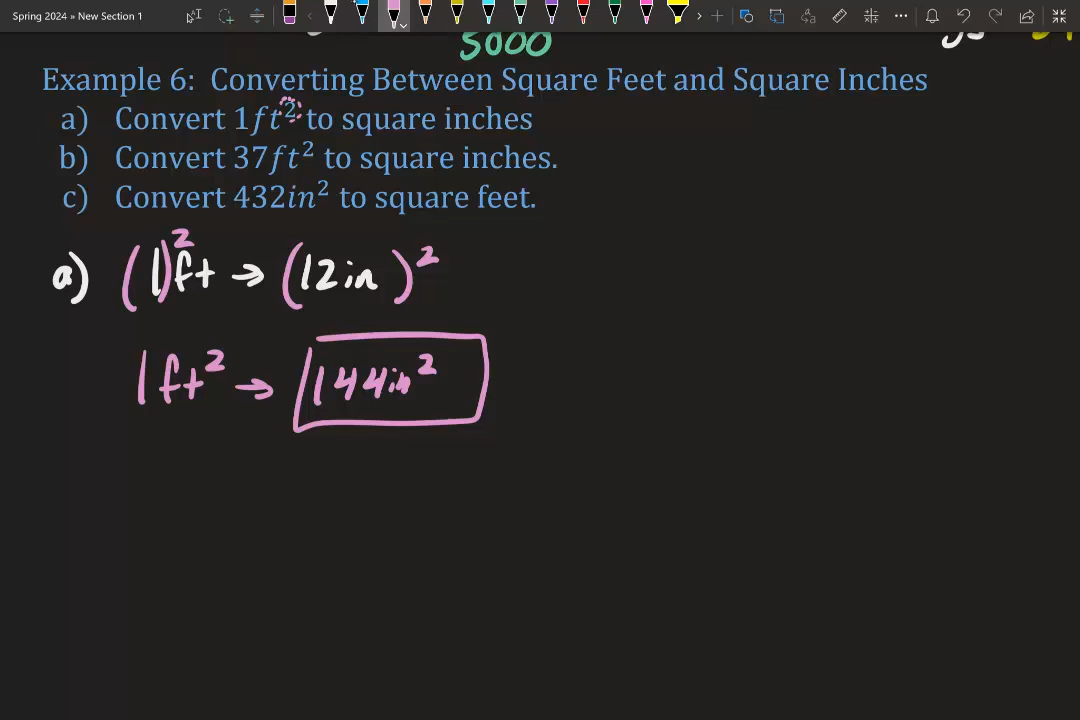 Spring 2024 » New Section 1
5000
Example 6: Converting Between Square Feet and Square Inches
a) Convert 1ft² to square inches
b) Convert 37ft² to square inches.
c) Convert 432in² to square feet.
a) (1)²ft → (12in)²
1ft² → 144in²